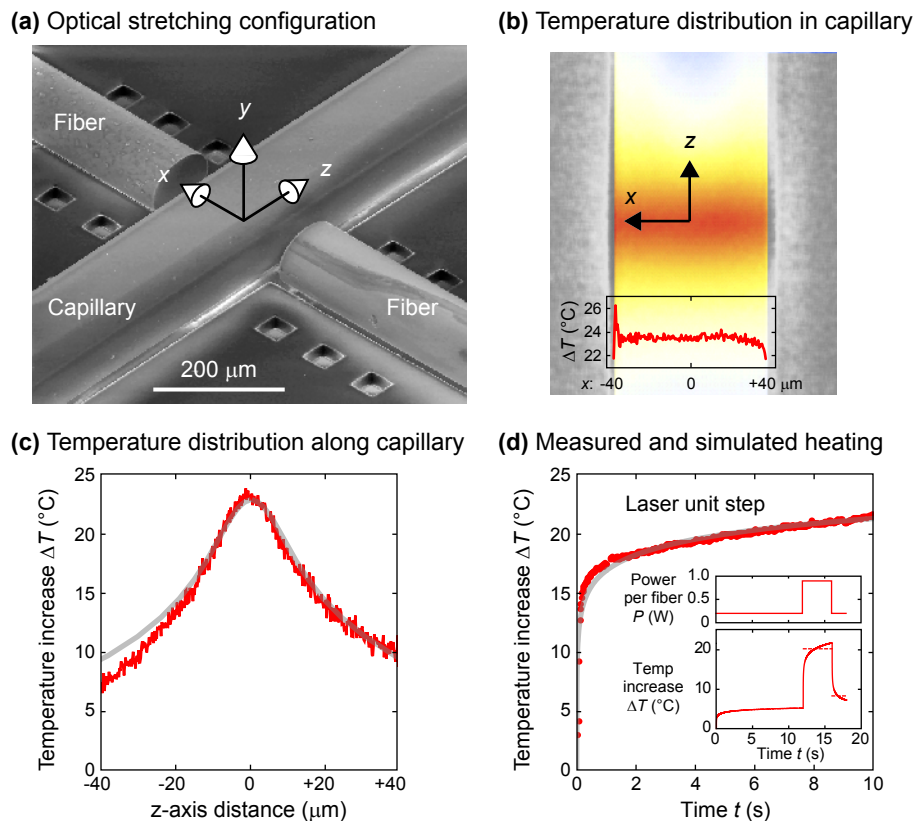 (a) Optical stretching configuration
Fiber
y
x
z
Capillary
Fiber
200 μm
(b) Temperature distribution in capillary
z
x
ΔT (°C)
26
24
22
x: -40 0 +40 μm
(c) Temperature distribution along capillary
Temperature increase ΔT (°C)
25
20
15
10
5
0
-40 -20 0 +20 +40
z-axis distance (μm)
(d) Measured and simulated heating
Temperature increase ΔT (°C)
25
20
15
10
5
0
Laser unit step
Power
per fiber
P (W)
1.0
0.5
0
Temp
increase
ΔT (°C)
20
10
0
0 5 10 15 20
Time t (s)
0 2 4 6 8 10
Time t (s)